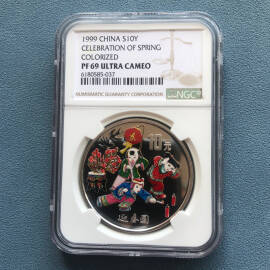 1999 CHINA S10Y
CELEBRATION OF SPRING
COLORIZED
PF 69 ULTRA CAMEO
6180585-037
NUMISMATIC GUARANTY CORPORATION
NGC
10元
迎春图